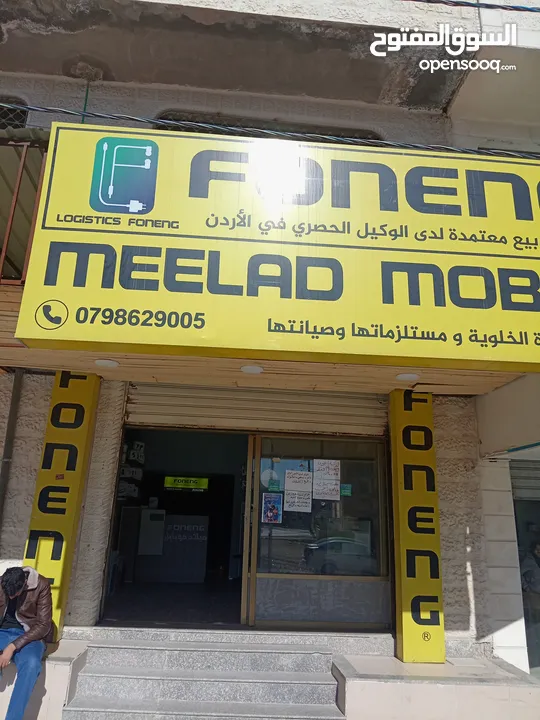 السوق المفتوح
opensooq.com
FONENG
LOGISTICS FONENG
بيع معتمدة لدى الوكيل الحصري في الأردن
MEELAD MOB
0798629005
ة الخلوية و مستلزماتها وصيانتها
FONENG
FONENG®
FONENG